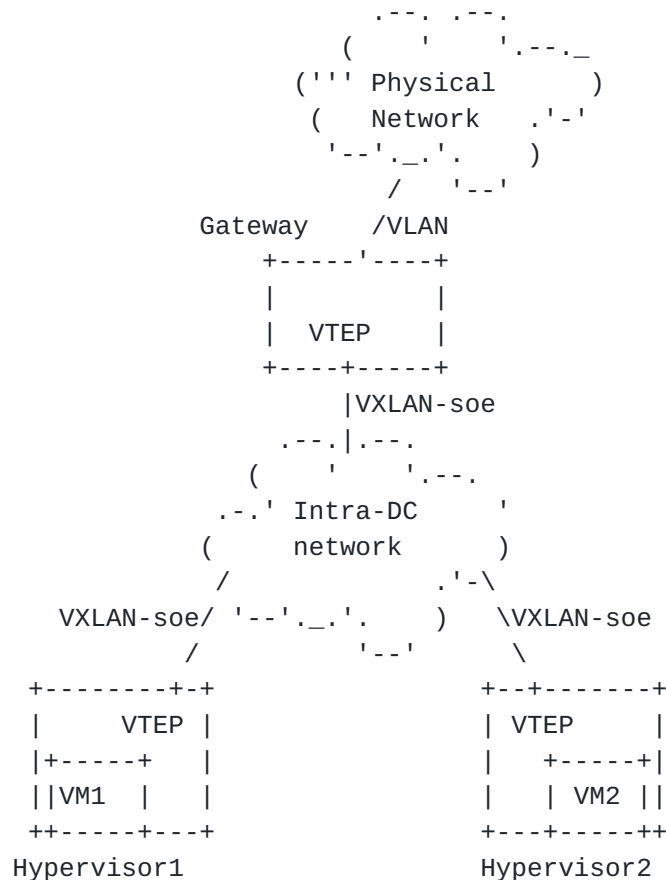 Physical
Network
Gateway /VLAN
VTEP
VXLAN-soe
Intra-DC
network
VXLAN-soe/ \VXLAN-soe
VTEP VTEP
VM1 VM2
Hypervisor1 Hypervisor2